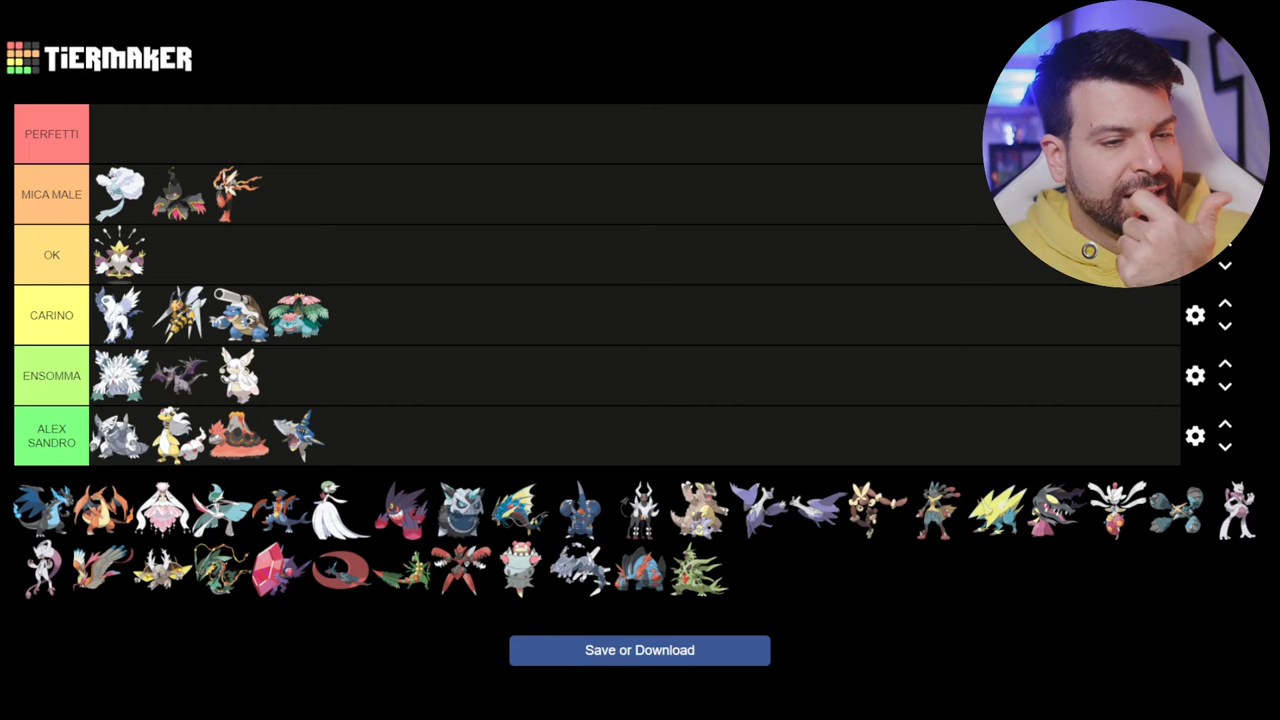 TIERMAKER
PERFETTI
MICA MALE
OK
CARINO
ENSOMMA
ALEX
SANDRO
Save or Download